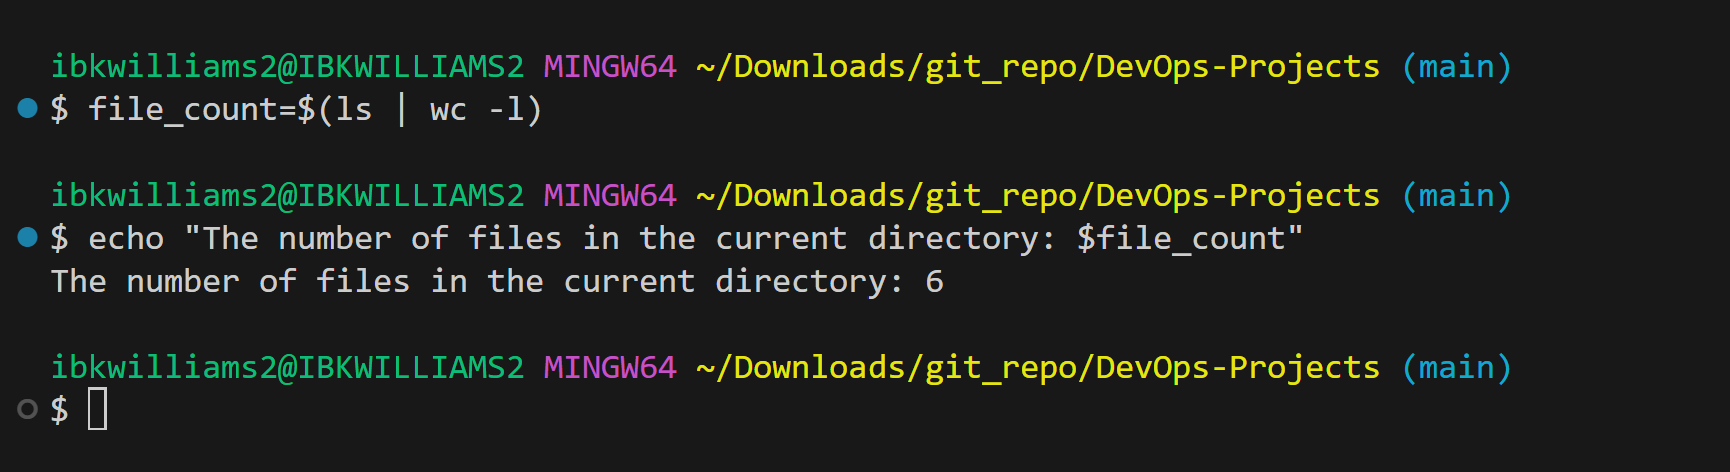 ibkwilliams2@IBKWILLIAMS2 MINGW64 ~/Downloads/git_repo/DevOps-Projects (main)
$ file_count=$(ls | wc -l)
ibkwilliams2@IBKWILLIAMS2 MINGW64 ~/Downloads/git_repo/DevOps-Projects (main)
$ echo "The number of files in the current directory: $file_count"
The number of files in the current directory: 6
ibkwilliams2@IBKWILLIAMS2 MINGW64 ~/Downloads/git_repo/DevOps-Projects (main)
$